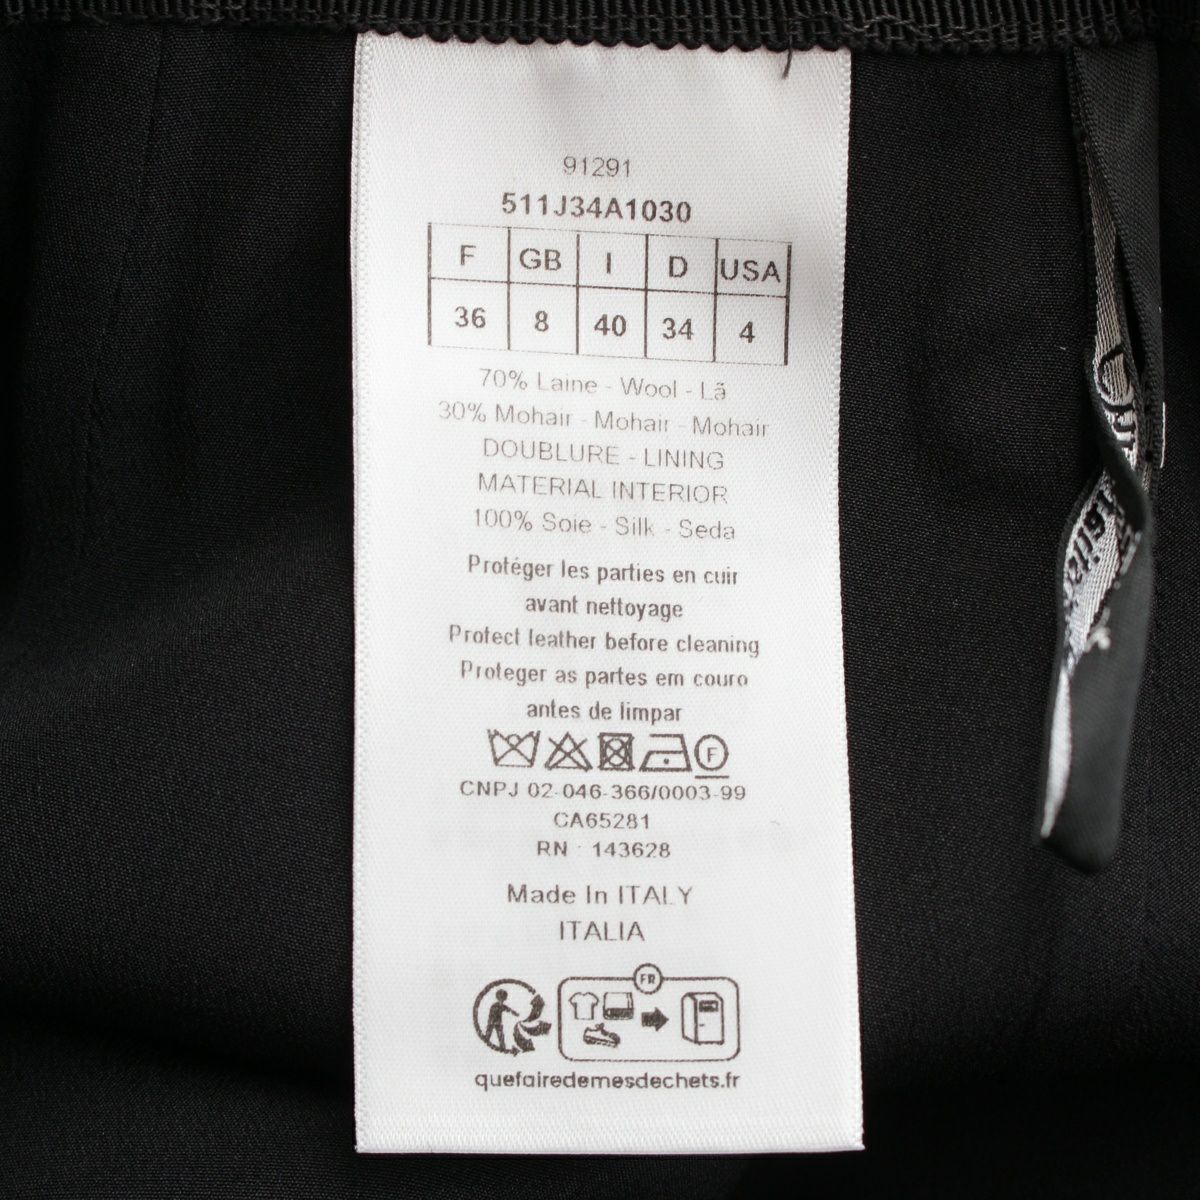 91291
511J34A1030
F GB I D USA
36 8 40 34 4
70% Laine - Wool - Lã
30% Mohair - Mohair - Mohair
DOUBLURE - LINING
MATERIAL INTERIOR
100% Soie - Silk - Seda
Protéger les parties en cuir
avant nettoyage
Protect leather before cleaning
Proteger as partes em couro
antes de limpar
F
CNPJ 02-046-366/0003-99
CA65281
RN : 143628
Made In ITALY
ITALIA
FR
quefairedemesdechets.fr